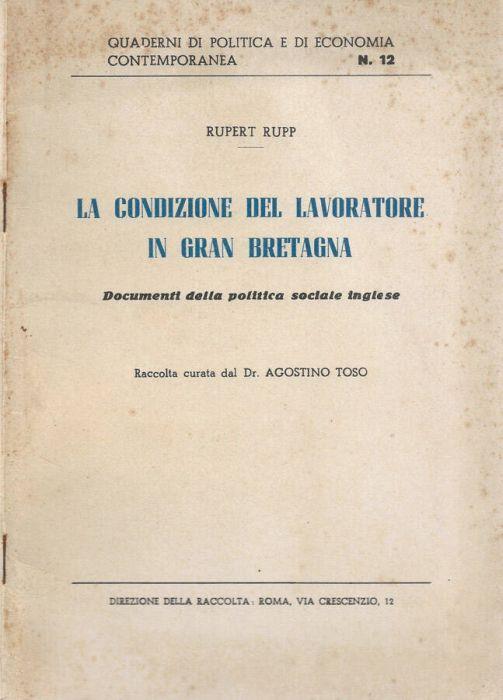 QUADERNI DI POLITICA E DI ECONOMIA
CONTEMPORANEA N. 12
RUPERT RUPP
LA CONDIZIONE DEL LAVORATORE
IN GRAN BRETAGNA
Documenti della politica sociale inglese
Raccolta curata dal Dr. AGOSTINO TOSO
DIREZIONE DELLA RACCOLTA: ROMA, VIA CRESCENZIO, 12